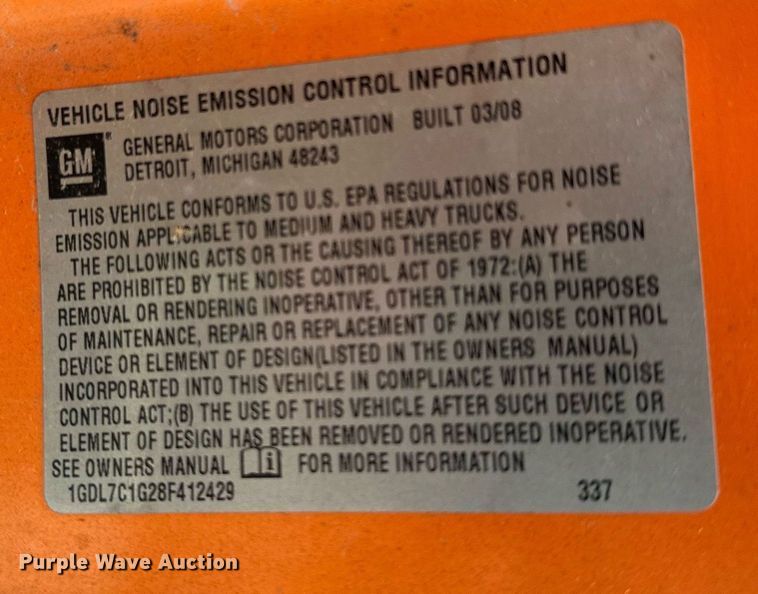 VEHICLE NOISE EMISSION CONTROL INFORMATION
GM ® GENERAL MOTORS CORPORATION BUILT 03/08
DETROIT, MICHIGAN 48243
THIS VEHICLE CONFORMS TO U.S. EPA REGULATIONS FOR NOISE
EMISSION APPLICABLE TO MEDIUM AND HEAVY TRUCKS.
THE FOLLOWING ACTS OR THE CAUSING THEREOF BY ANY PERSON
ARE PROHIBITED BY THE NOISE CONTROL ACT OF 1972:(A) THE
REMOVAL OR RENDERING INOPERATIVE, OTHER THAN FOR PURPOSES
OF MAINTENANCE, REPAIR OR REPLACEMENT OF ANY NOISE CONTROL
DEVICE OR ELEMENT OF DESIGN(LISTED IN THE OWNERS MANUAL)
INCORPORATED INTO THIS VEHICLE IN COMPLIANCE WITH THE NOISE
CONTROL ACT;(B) THE USE OF THIS VEHICLE AFTER SUCH DEVICE OR
ELEMENT OF DESIGN HAS BEEN REMOVED OR RENDERED INOPERATIVE.
SEE OWNERS MANUAL i FOR MORE INFORMATION
1GDL7C1G28F412429 337
Purple Wave Auction